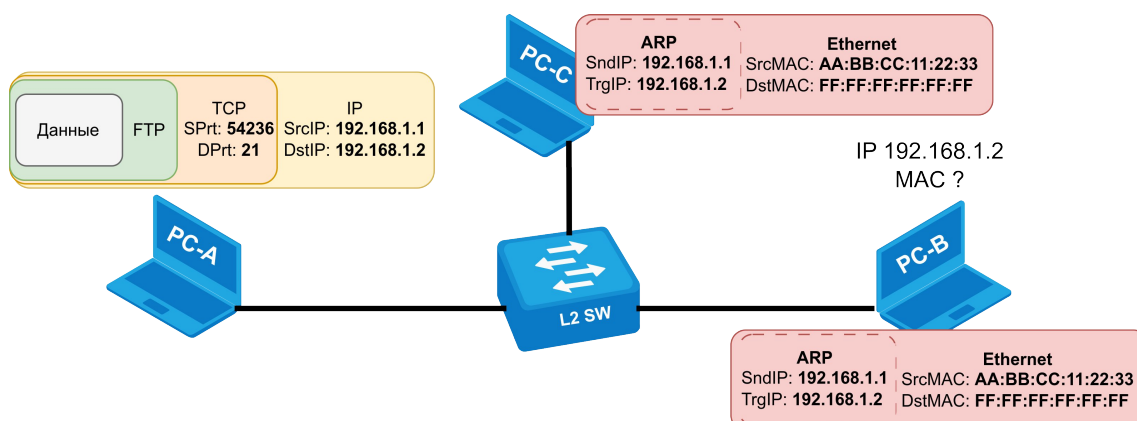 PC-C
ARP
SndIP: 192.168.1.1
TrgIP: 192.168.1.2
Ethernet
SrcMAC: AA:BB:CC:11:22:33
DstMAC: FF:FF:FF:FF:FF:FF
Данные
FTP
TCP
SPrt: 54236
DPrt: 21
IP
SrcIP: 192.168.1.1
DstIP: 192.168.1.2
IP 192.168.1.2
MAC ?
PC-A
PC-B
L2 SW
ARP
SndIP: 192.168.1.1
TrgIP: 192.168.1.2
Ethernet
SrcMAC: AA:BB:CC:11:22:33
DstMAC: FF:FF:FF:FF:FF:FF